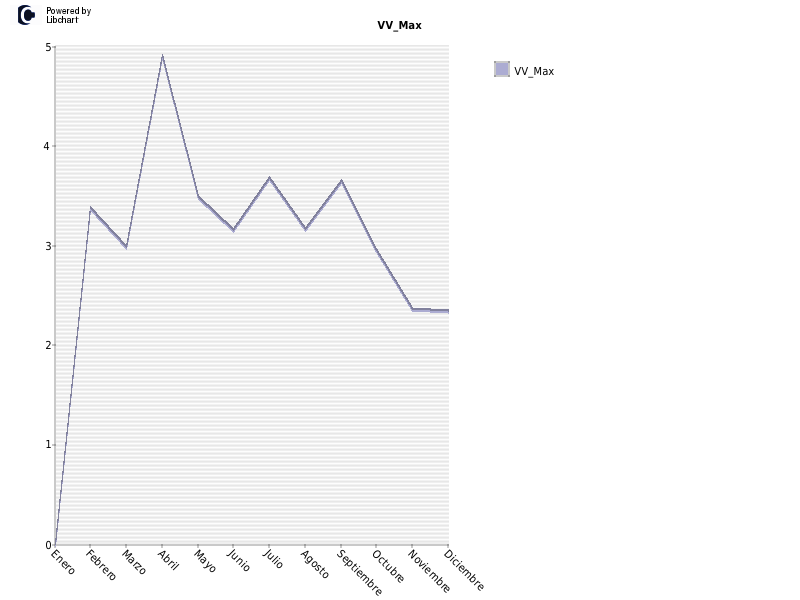 Powered by
Libchart
VV_Max
5
4
3
2
1
0
VV_Max
Enero
Febrero
Marzo
Abril
Mayo
Junio
Julio
Agosto
Septiembre
Octubre
Noviembre
Diciembre